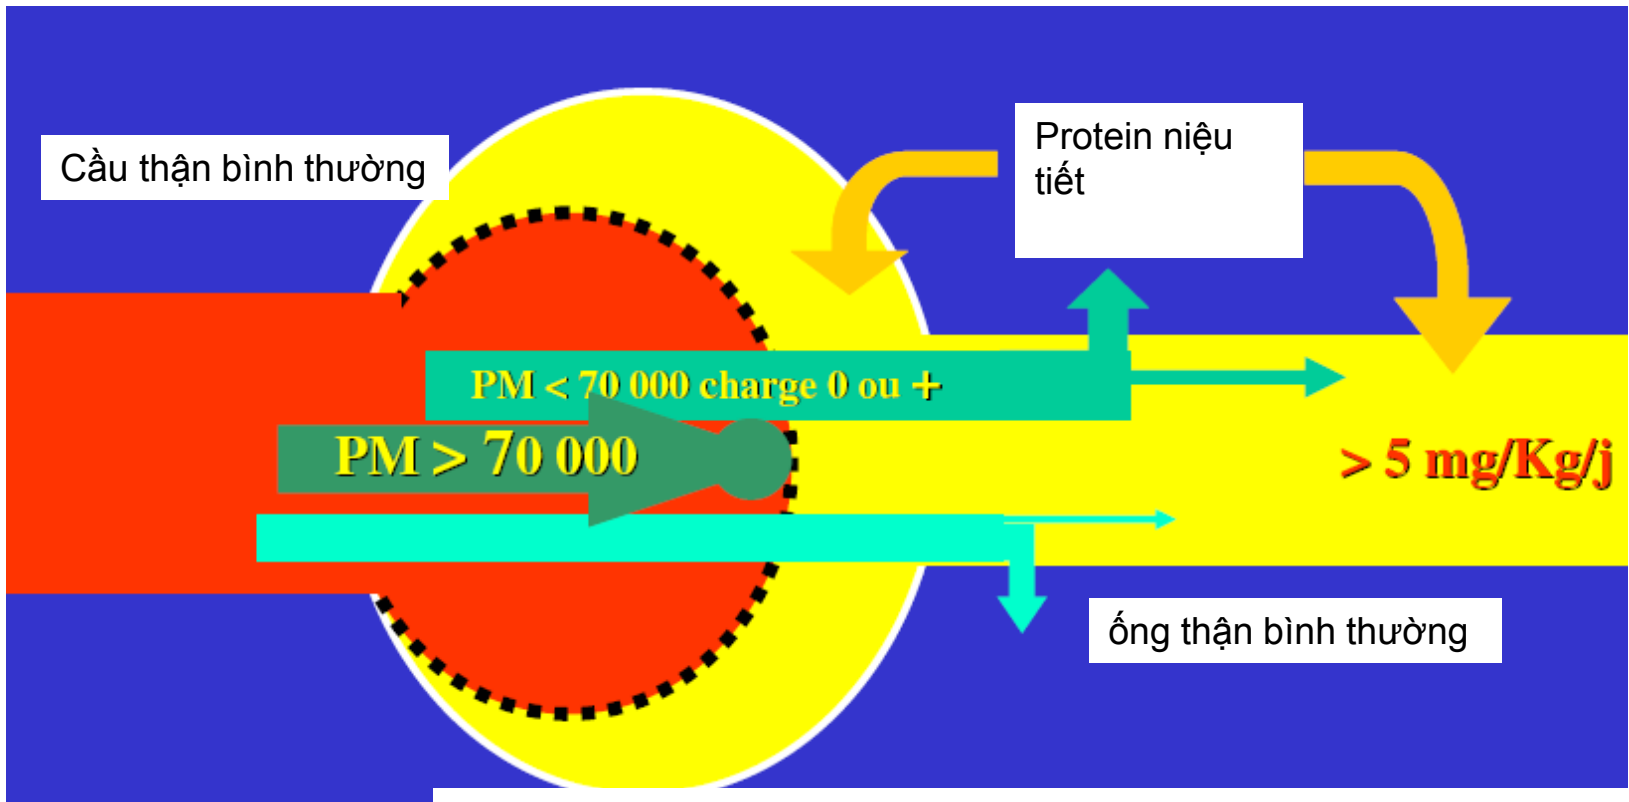 Cầu thận bình thường
Protein niệu
tiết
PM < 70 000 charge 0 ou +
PM > 70 000
> 5 mg/Kg/j
ống thận bình thường